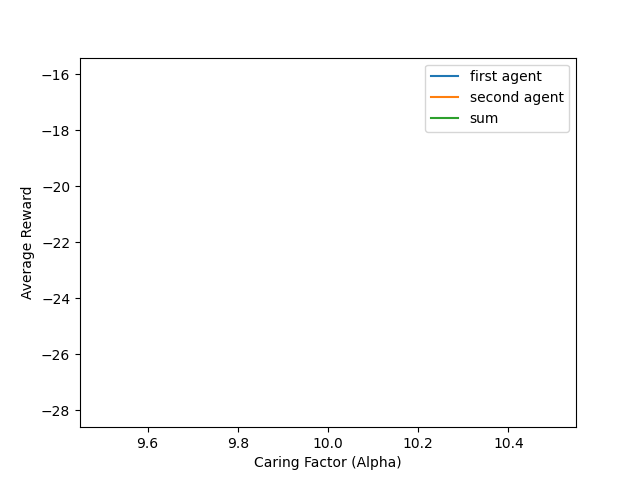 first agent
second agent
sum
−16
−18
−20
−22
−24
−26
−28
Average Reward
9.6
9.8
10.0
10.2
10.4
Caring Factor (Alpha)